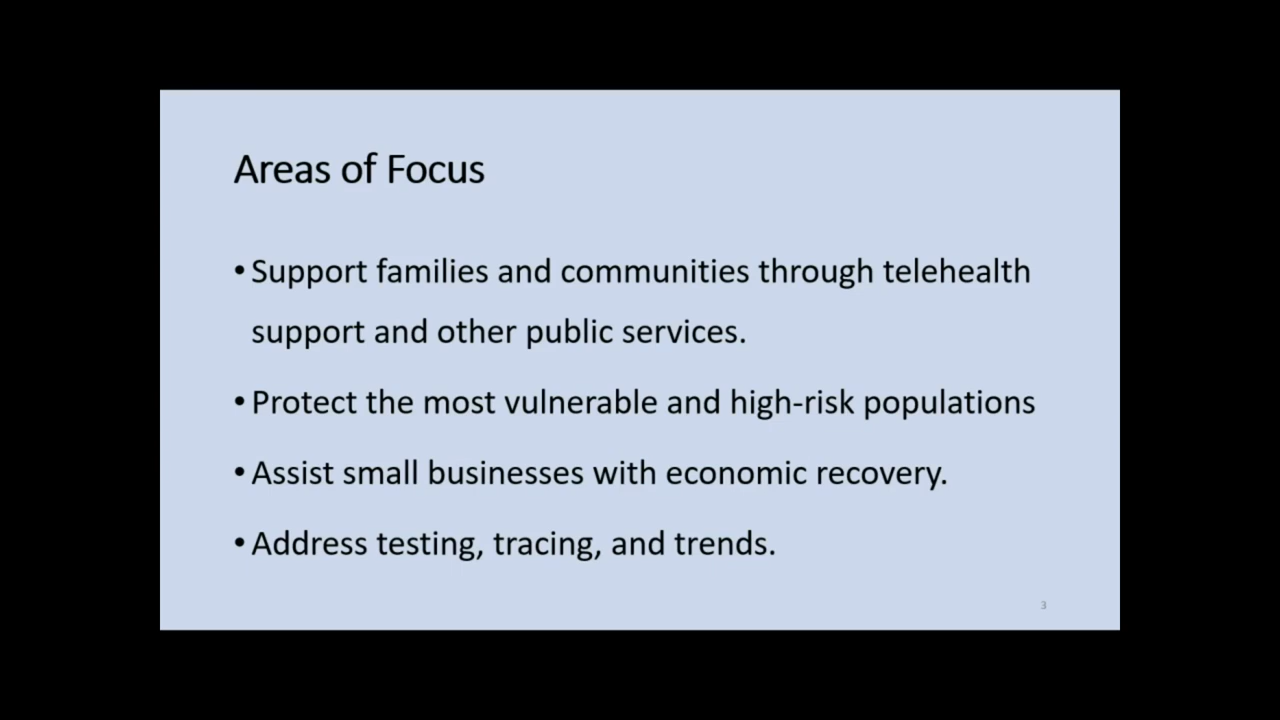 Areas of Focus
• Support families and communities through telehealth
support and other public services.
• Protect the most vulnerable and high-risk populations
• Assist small businesses with economic recovery.
• Address testing, tracing, and trends.
3